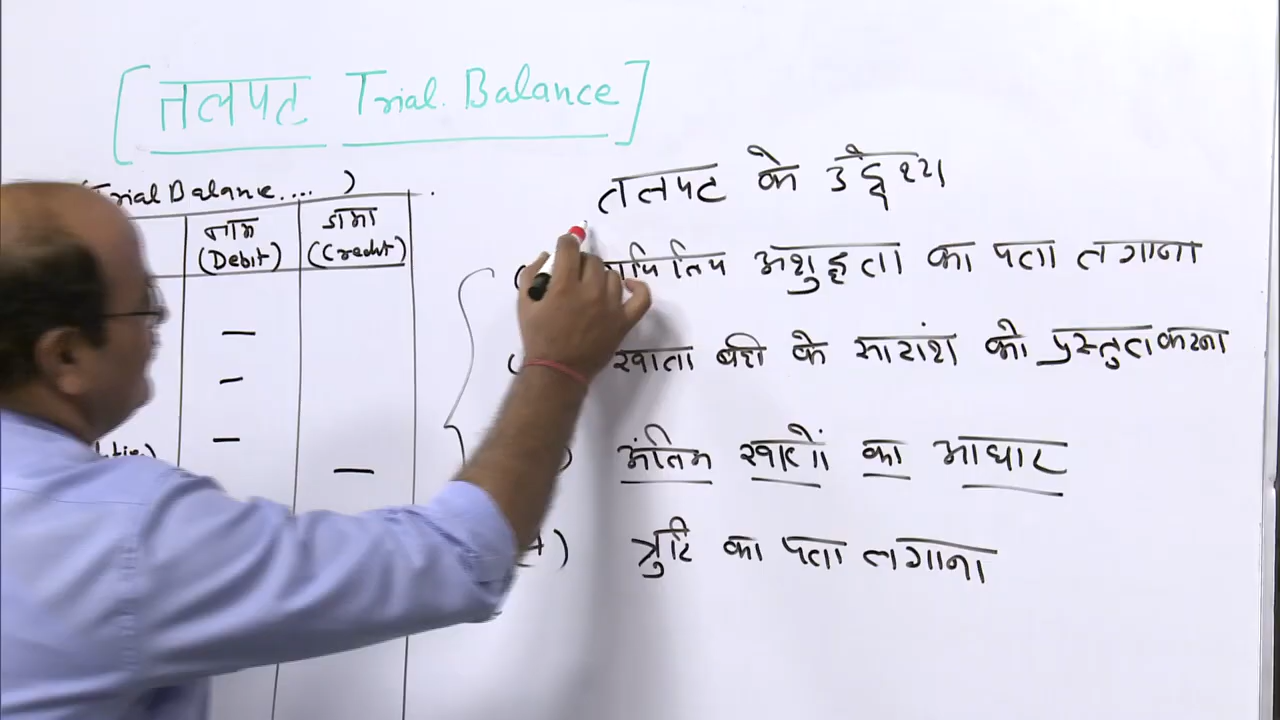 [तलपट Trial. Balance]
(Trial Balance.... )
नाम (Debit)
जमा (Credit)
तलपट के उद्देश्य
अशुद्धता का पता लगाना
खाता बही के सारांश को प्रस्तुत करना
अंतिम खातों का आधार
त्रुटि का पता लगाना